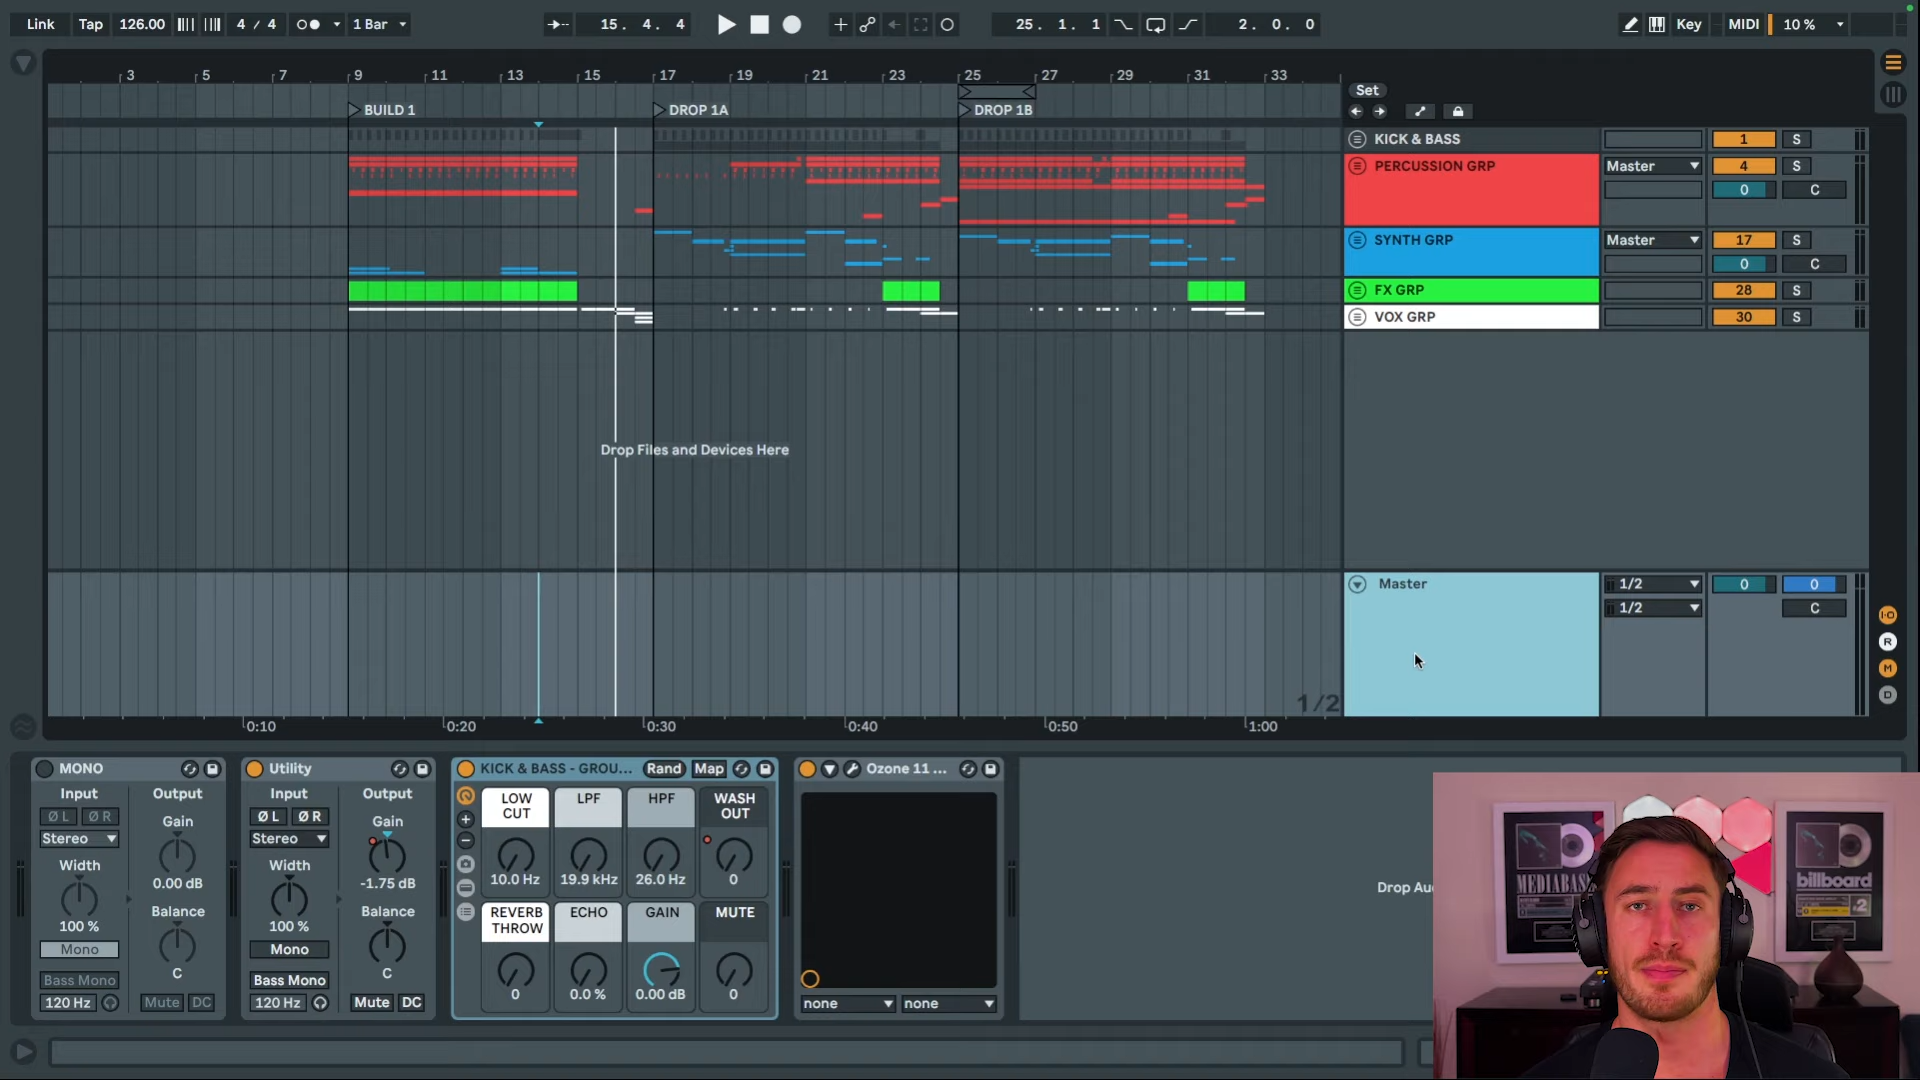 Link Tap 126.00 4 / 4 1 Bar 15. 4. 4 25. 1. 1 2. 0. 0 Key MIDI 10 %
3 5 7 9 11 13 15 17 19 21 23 25 27 29 31 33
Set
BUILD 1 DROP 1A DROP 1B
KICK & BASS 1 S
PERCUSSION GRP Master 4 S
0 C
SYNTH GRP Master 17 S
0 C
FX GRP 28 S
VOX GRP 30 S
Drop Files and Devices Here
Master 1/2 0 0
1/2 C
I·O
R
M
D
1/2
0:10 0:20 0:30 0:40 0:50 1:00
MONO
Input Output
Ø L Ø R Gain
Stereo
Width 0.00 dB
Balance
100 %
Mono
C
Bass Mono
120 Hz Mute DC
Utility
Input Output
Ø L Ø R Gain
Stereo
Width -1.75 dB
Balance
100 %
Mono
C
Bass Mono
120 Hz Mute DC
KICK & BASS - GROU... Rand Map
LOW CUT LPF HPF WASH OUT
10.0 Hz 19.9 kHz 26.0 Hz 0
REVERB THROW ECHO GAIN MUTE
0 0.0 % 0.00 dB 0
Ozone 11 ...
none none
Drop Au
MEDIABAS
billboard